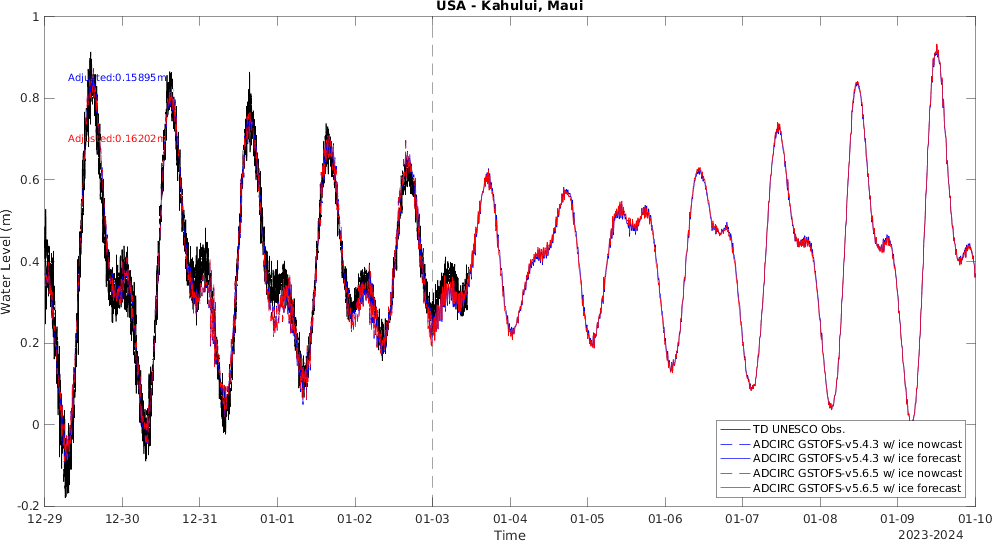 USA - Kahului, Maui
Water Level (m)
1
0.8
0.6
0.4
0.2
0
-0.2
Adjusted:0.15895m
Adjusted:0.16202m
TD UNESCO Obs.
ADCIRC GSTOFS-v5.4.3 w/ ice nowcast
ADCIRC GSTOFS-v5.4.3 w/ ice forecast
ADCIRC GSTOFS-v5.6.5 w/ ice nowcast
ADCIRC GSTOFS-v5.6.5 w/ ice forecast
12-29 12-30 12-31 01-01 01-02 01-03 01-04 01-05 01-06 01-07 01-08 01-09 01-10
Time
2023-2024